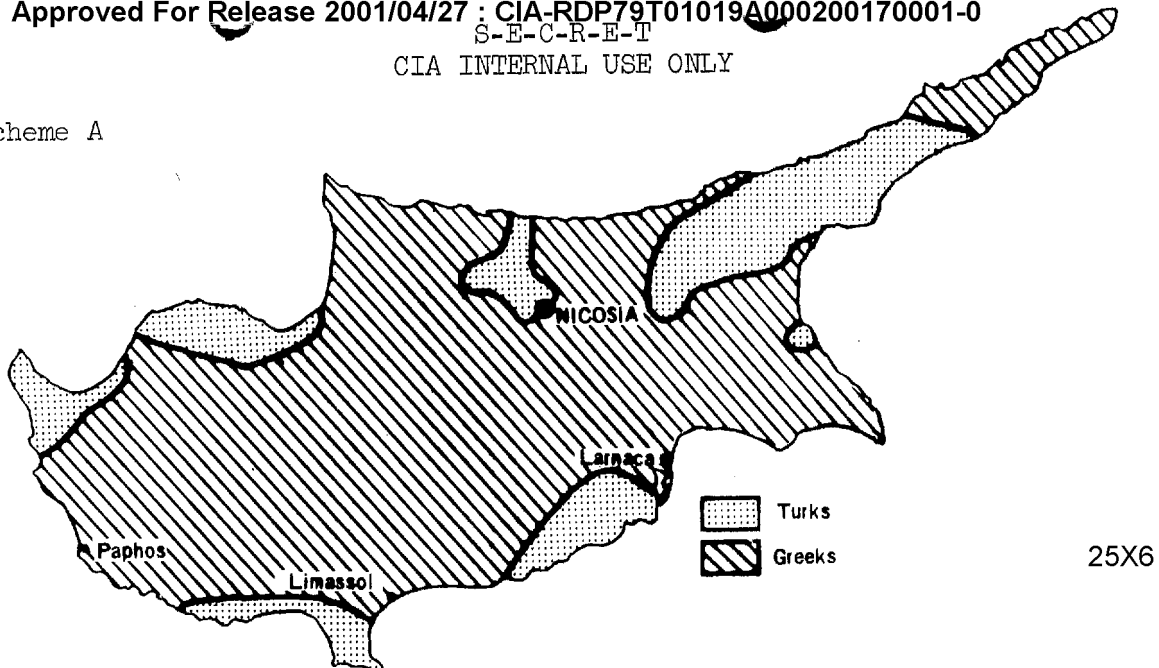 Approved For Release 2001/04/27 : CIA-RDP79T01019A000200170001-0
S-E-C-R-E-T
CIA INTERNAL USE ONLY
cheme A
NICOSIA
Larnaca
Turks
Paphos
Greeks
25X6
Limassol